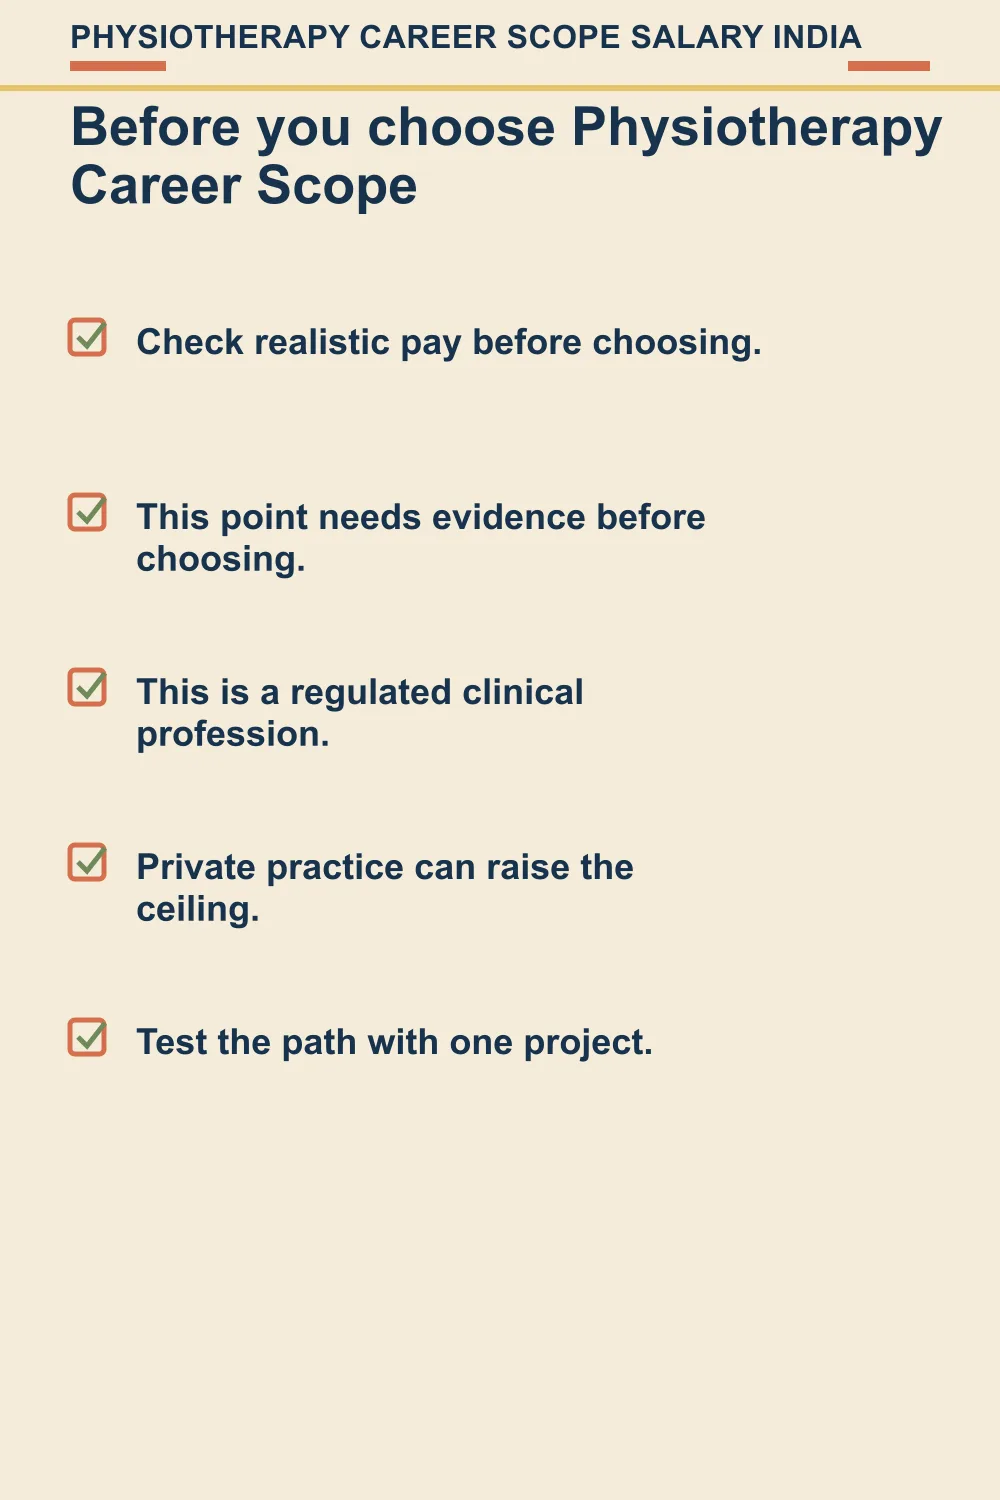 PHYSIOTHERAPY CAREER SCOPE SALARY INDIA
Before you choose Physiotherapy
Career Scope
Check realistic pay before choosing.
This point needs evidence before
choosing.
This is a regulated clinical
profession.
Private practice can raise the
ceiling.
Test the path with one project.